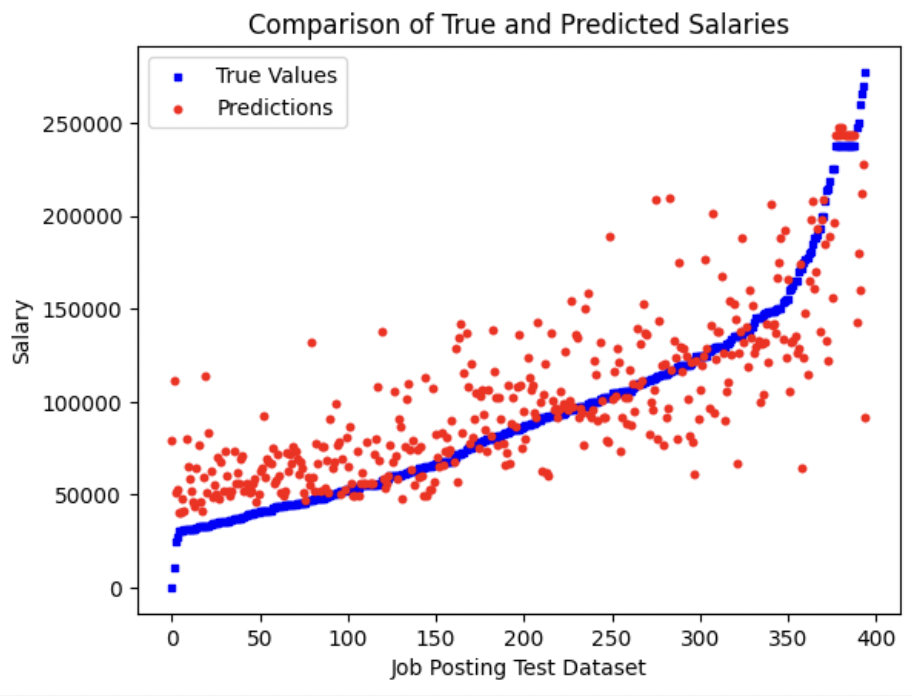 Comparison of True and Predicted Salaries
True Values
Predictions
250000
200000
150000
100000
50000
0
Salary
0 50 100 150 200 250 300 350 400
Job Posting Test Dataset